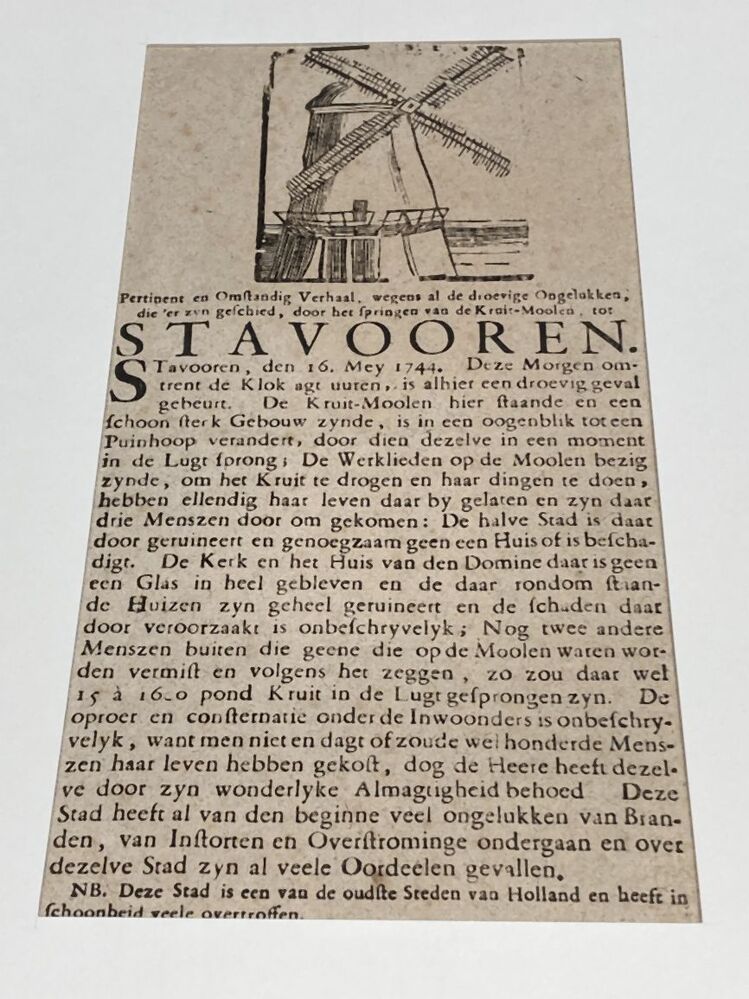 Pertinent en Omſtandig Verhaal, wegens al de droevige Ongelukken,
die 'er zyn geſchied, door het ſpringen van de Kruit-Moolen, tot
STAVOOREN.
STavooren, den 16. Mey 1744. Deze Morgen om-
trent de Klok agt uuren, is alhier een droevig geval
gebeurt. De Kruit-Moolen hier ſtaande en een
ſchoon ſterk Gebouw zynde, is in een oogenblik tot een
Puinhoop verandert, door dien dezelve in een moment
in de Lugt ſprong; De Werklieden op de Moolen bezig
zynde, om het Kruit te drogen en haar dingen te doen,
hebben ellendig haar leven daar by gelaten en zyn daar
drie Menszen door om gekomen: De halve Stad is daar
door geruineert en genoegzaam geen een Huis of is beſcha-
digt. De Kerk en het Huis van den Domine daar is geen
een Glas in heel gebleven en de daar rondom ſtaan-
de Huizen zyn geheel geruineert en de ſchaden daar
door veroorzaakt is onbeſchryvelyk; Nog twee andere
Menszen buiten die geene die op de Moolen waren wor-
den vermiſt en volgens het zeggen, zo zou daar wel
15 à pond Kruit in de Lugt geſprongen zyn. De
oproer en conſternatie onder de Inwoonders is onbeſchry-
velyk, want men niet en dagt of zoude wel honderde Mens-
zen haar leven hebben gekoſt, dog de Heere heeft dezel-
ve door zyn wonderlyke Almagtigheid behoed Deze
Stad heeft al van den beginne veel ongelukken van Bran-
den, van Inſtorten en Overſtrominge ondergaan en over
dezelve Stad zyn al veele Oordeelen gevallen.
NB. Deze Stad is een van de oudſte Steden van Holland en heeft in
ſchoonheid veele overtroffen.